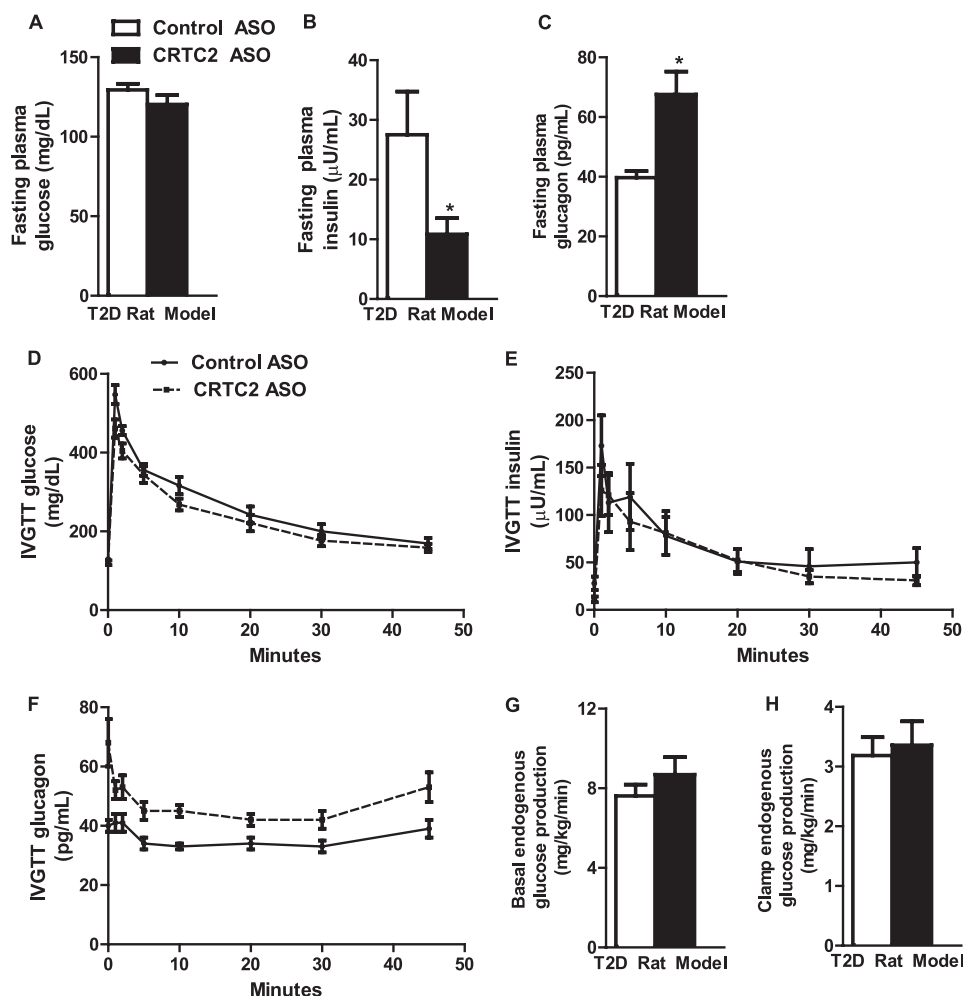 A
Control ASO
CRTC2 ASO
Fasting plasma
glucose (mg/dL)
150
100
50
0
T2D Rat Model
B
Fasting plasma
insulin (μU/mL)
40
30
20
10
0
*
T2D Rat Model
C
Fasting plasma
glucagon (pg/mL)
80
60
40
20
0
*
T2D Rat Model
D
Control ASO
CRTC2 ASO
IVGTT glucose
(mg/dL)
600
400
200
0
0 10 20 30 40 50
Minutes
E
IVGTT insulin
(μU/mL)
250
200
150
100
50
0
0 10 20 30 40 50
Minutes
F
IVGTT glucagon
(pg/mL)
80
60
40
20
0
0 10 20 30 40 50
Minutes
G
Basal endogenous
glucose production
(mg/kg/min)
12
8
4
0
T2D Rat Model
H
Clamp endogenous
glucose production
(mg/kg/min)
4
3
2
1
0
T2D Rat Model